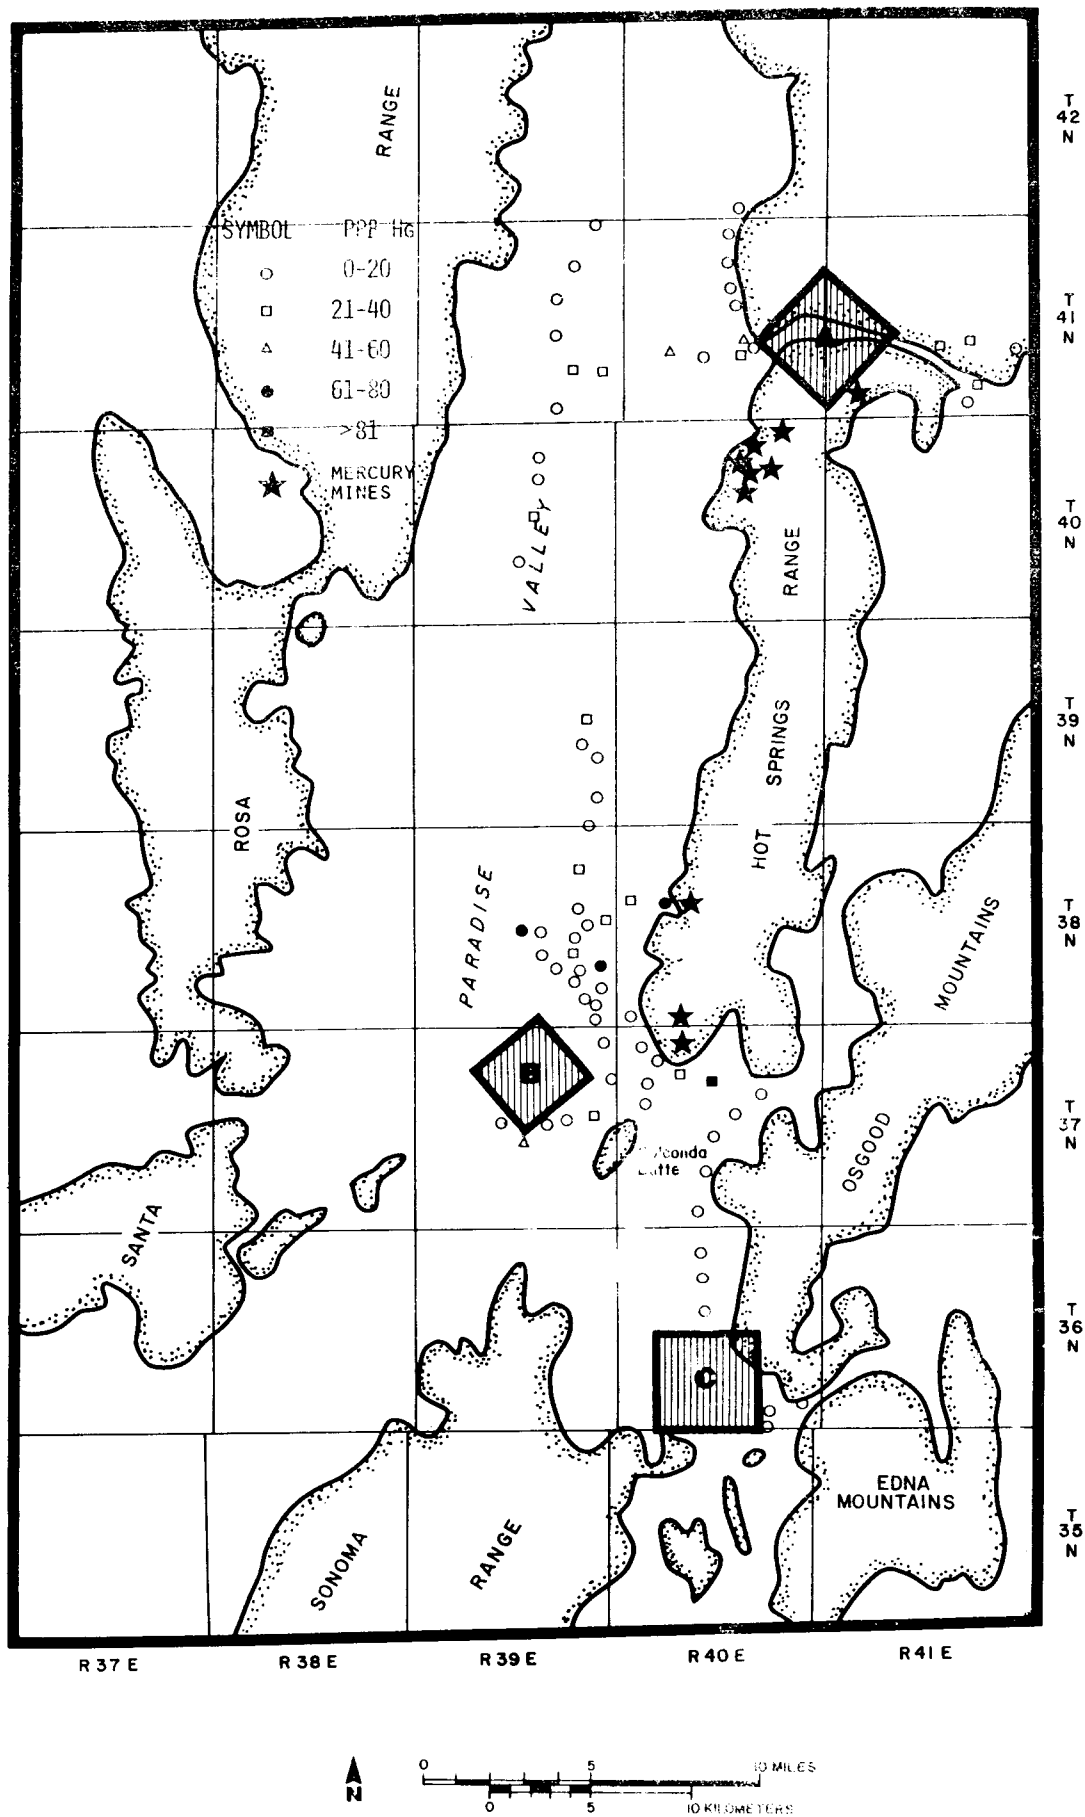 RANGE
T
42
N
SYMBOL PPB HG
0-20
21-40
41-60
61-80
>81
MERCURY
MINES
T
41
N
A
T
40
N
VALLEY
RANGE
T
39
N
SPRINGS
HOT
ROSA
PARADISE
T
38
N
MOUNTAINS
B
T
37
N
Butte
OSGOOD
SANTA
T
36
N
C
EDNA
MOUNTAINS
T
35
N
SONOMA
RANGE
R 37 E
R 38 E
R 39 E
R 40 E
R 41 E
N
0 5 10 MILES
0 5 10 KILOMETERS